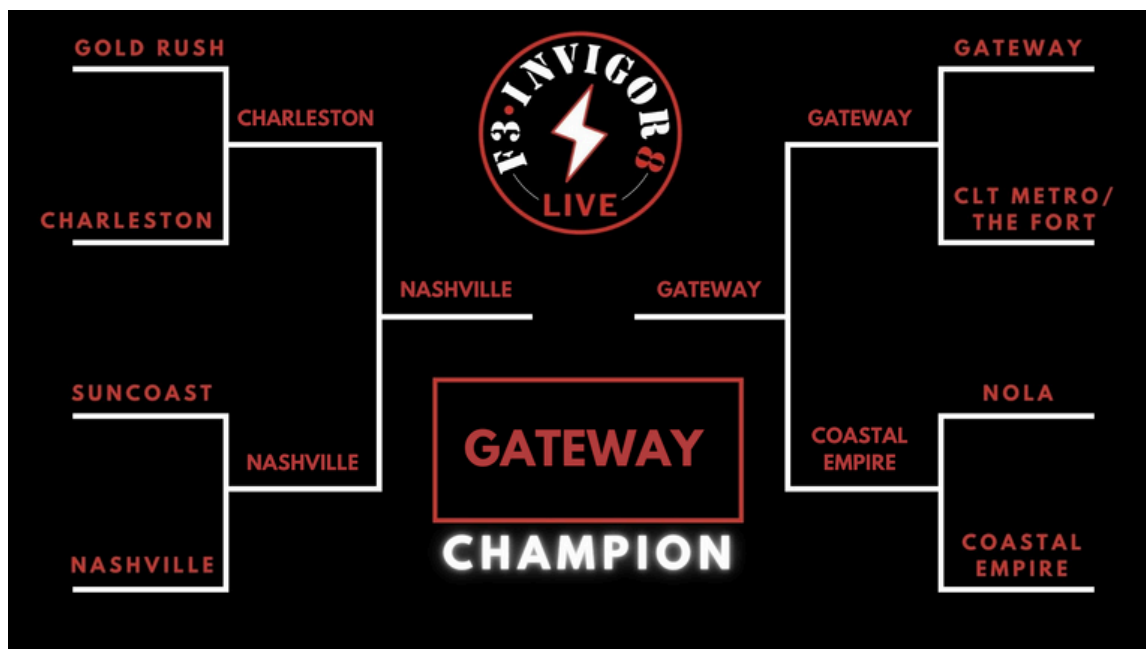 GOLD RUSH
CHARLESTON
CHARLESTON
NASHVILLE
SUNCOAST
NASHVILLE
NASHVILLE
F3•INVIGOR8
LIVE
GATEWAY
GATEWAY
CLT METRO/
THE FORT
GATEWAY
NOLA
COASTAL
EMPIRE
COASTAL
EMPIRE
GATEWAY
CHAMPION